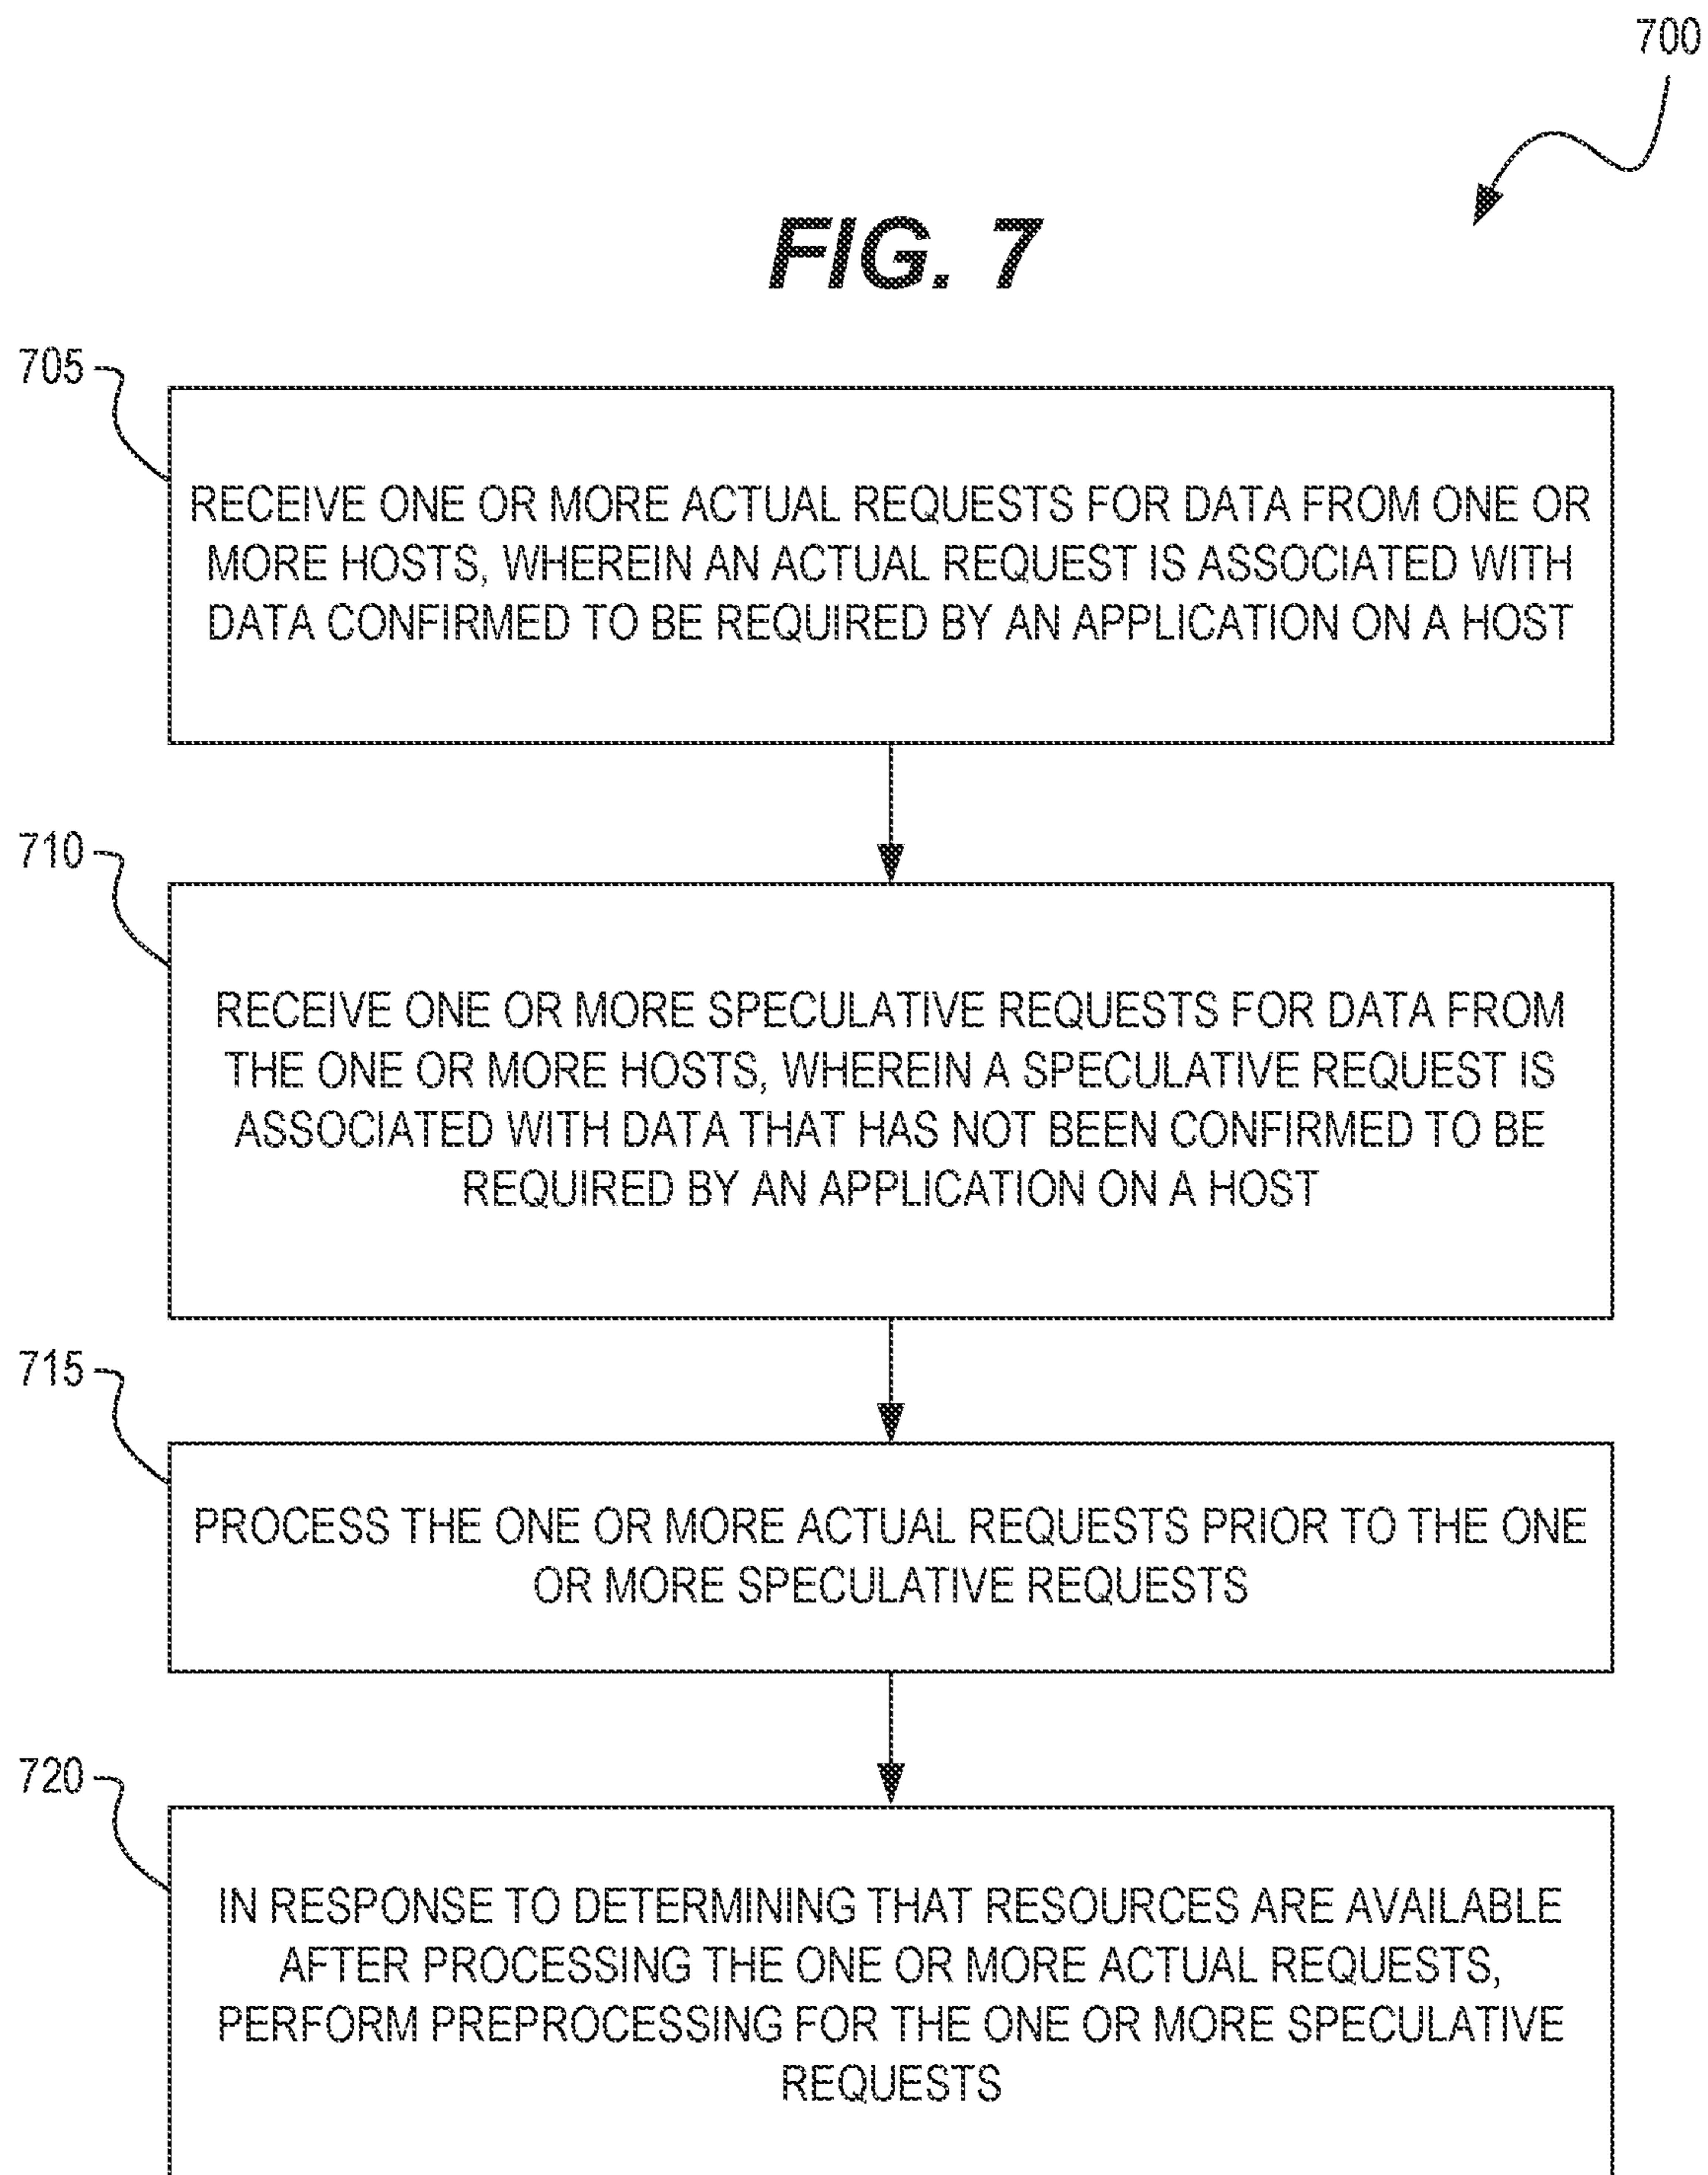 700
FIG. 7
705
RECEIVE ONE OR MORE ACTUAL REQUESTS FOR DATA FROM ONE OR
MORE HOSTS, WHEREIN AN ACTUAL REQUEST IS ASSOCIATED WITH
DATA CONFIRMED TO BE REQUIRED BY AN APPLICATION ON A HOST
710
RECEIVE ONE OR MORE SPECULATIVE REQUESTS FOR DATA FROM
THE ONE OR MORE HOSTS, WHEREIN A SPECULATIVE REQUEST IS
ASSOCIATED WITH DATA THAT HAS NOT BEEN CONFIRMED TO BE
REQUIRED BY AN APPLICATION ON A HOST
715
PROCESS THE ONE OR MORE ACTUAL REQUESTS PRIOR TO THE ONE
OR MORE SPECULATIVE REQUESTS
720
IN RESPONSE TO DETERMINING THAT RESOURCES ARE AVAILABLE
AFTER PROCESSING THE ONE OR MORE ACTUAL REQUESTS,
PERFORM PREPROCESSING FOR THE ONE OR MORE SPECULATIVE
REQUESTS